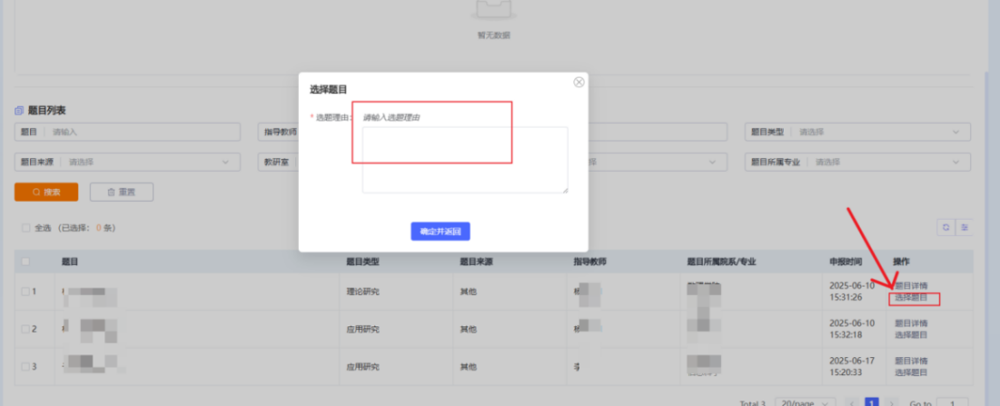 暂无数据
选择题目
* 选题理由: 请输入选题理由
确定并返回
题目列表
题目 请输入
指导教师
题目类型 请选择
题目来源 请选择
教研室
择
题目所属专业 请选择
搜索 重置
全选 (已选择: 0 条)
题目 题目类型 题目来源 指导教师 题目所属院系/专业 申报时间 操作
1 理论研究 其他 2025-06-10 15:31:26 题目详情 选择题目
2 应用研究 其他 2025-06-10 15:32:18 题目详情 选择题目
3 应用研究 其他 李 2025-06-17 15:20:33 题目详情 选择题目
Total 3 20/page 1 Go to 1